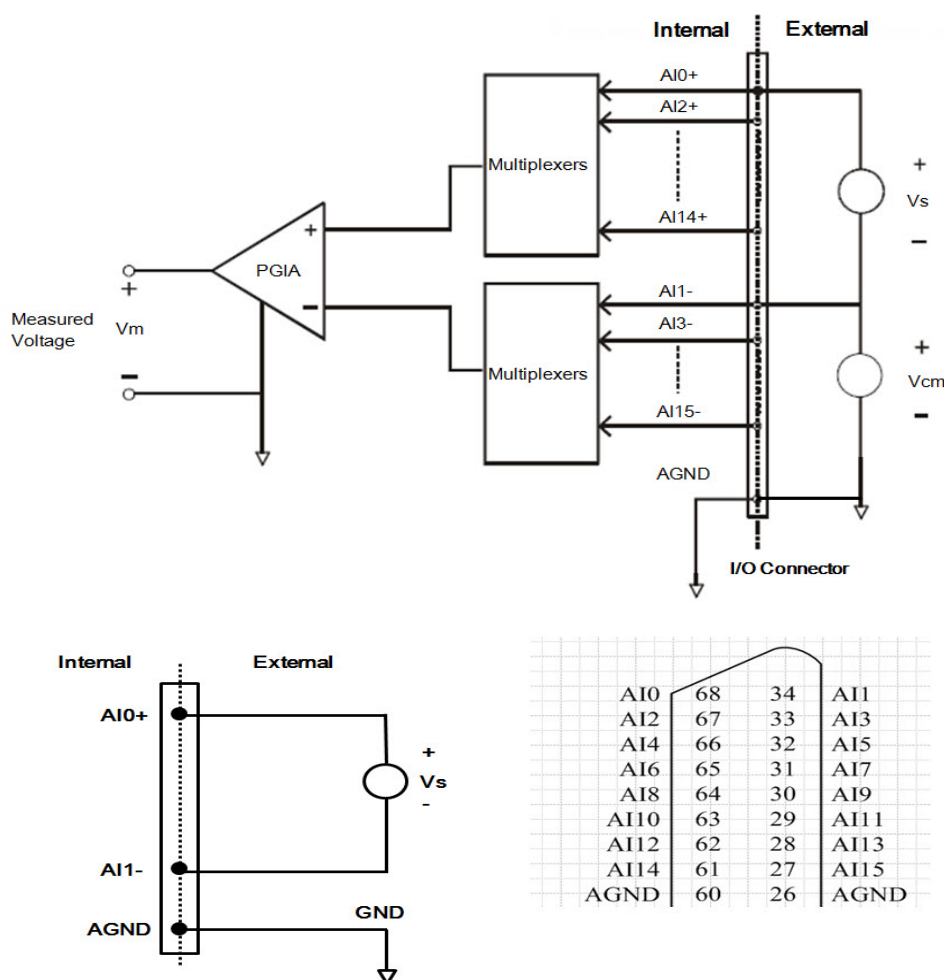 Internal External
AI0+
AI2+
Multiplexers
AI14+
+
Vs
−
+
PGIA
−
+
Measured
Voltage
Vm
−
AI1-
AI3-
Multiplexers
AI15-
+
Vcm
−
AGND
I/O Connector
Internal External
AI0+
+
Vs
-
AI1-
AGND
GND
AI0 68 34 AI1
AI2 67 33 AI3
AI4 66 32 AI5
AI6 65 31 AI7
AI8 64 30 AI9
AI10 63 29 AI11
AI12 62 28 AI13
AI14 61 27 AI15
AGND 60 26 AGND